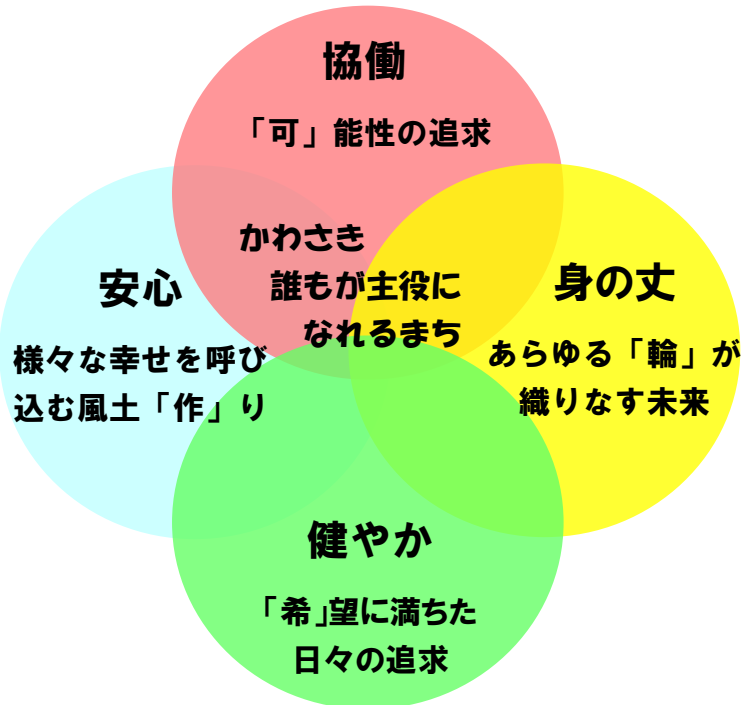 協働
「可」能性の追求
かわさき
誰もが主役に
なれるまち
安心
様々な幸せを呼び
込む風土「作」り
身の丈
あらゆる「輪」が
織りなす未来
健やか
「希」望に満ちた
日々の追求